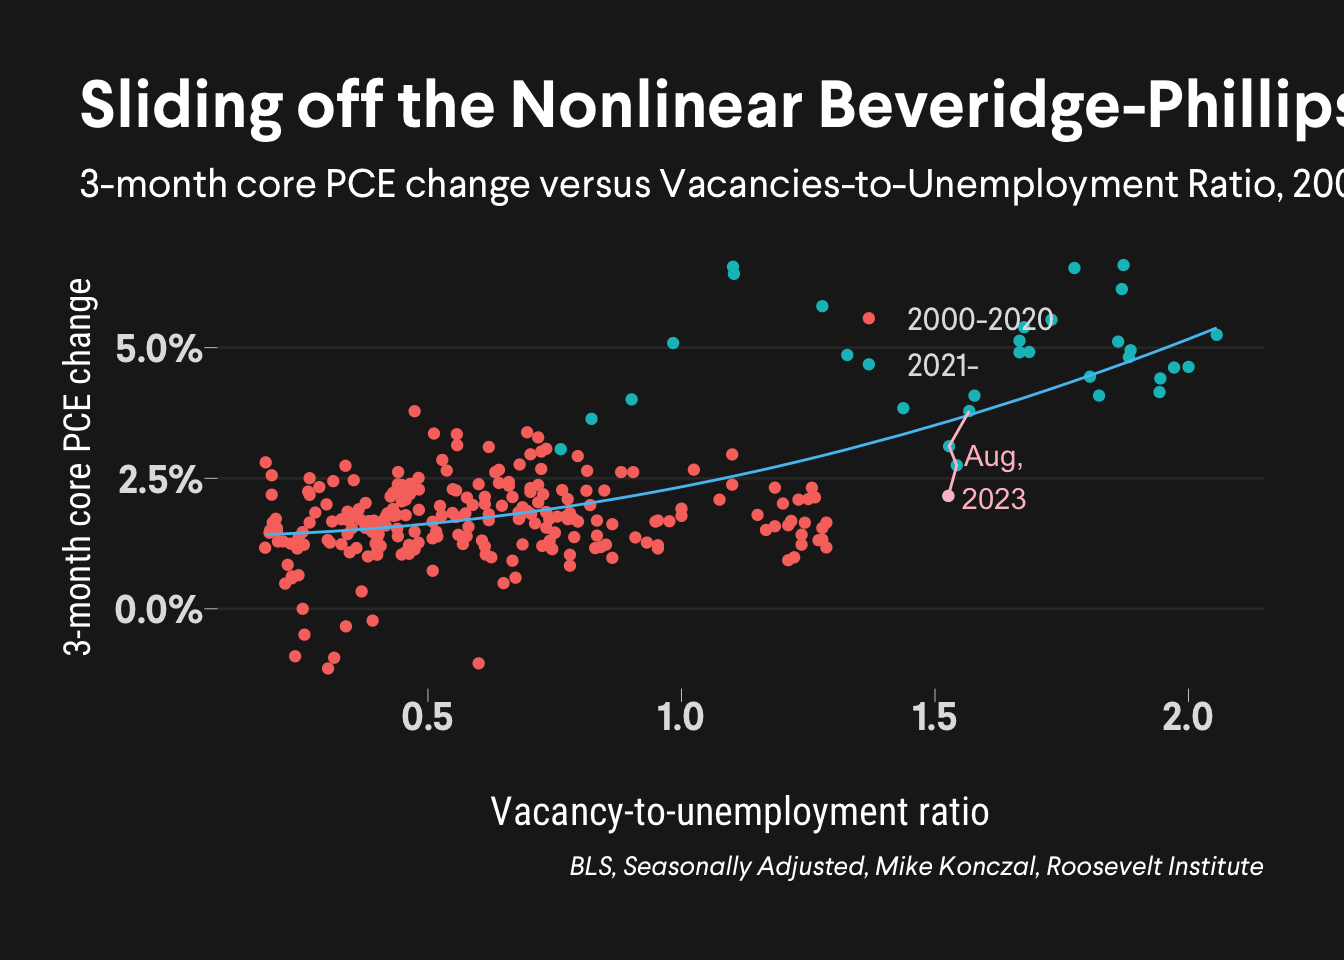 Sliding off the Nonlinear Beveridge-Phillips
3-month core PCE change versus Vacancies-to-Unemployment Ratio, 200
3-month core PCE change
5.0%
2.5%
0.0%
2000-2020
2021-
Aug,
2023
0.5 1.0 1.5 2.0
Vacancy-to-unemployment ratio
BLS, Seasonally Adjusted, Mike Konczal, Roosevelt Institute